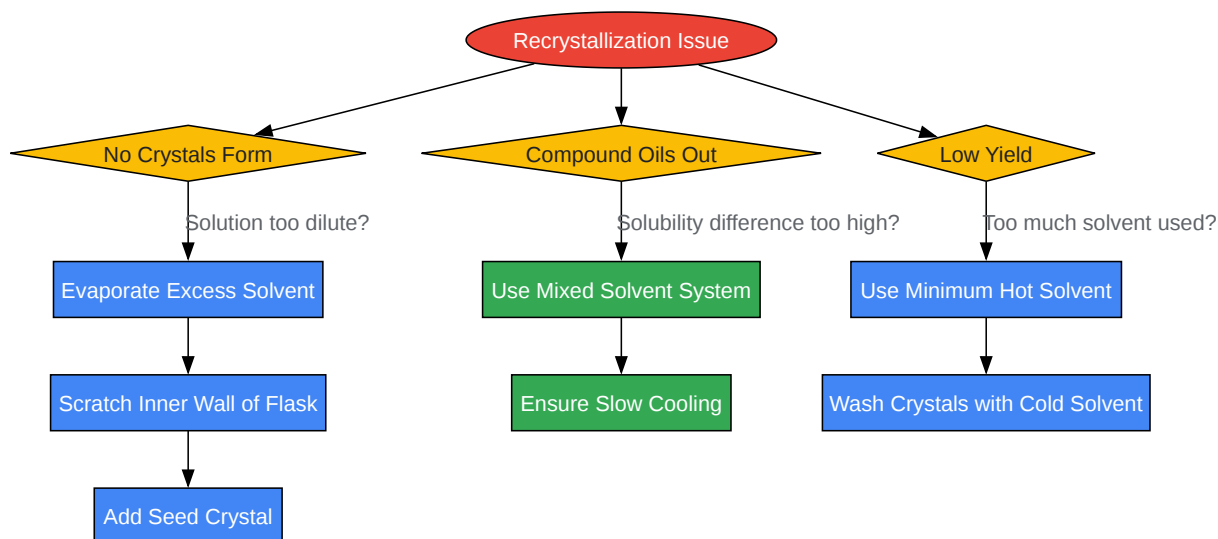 Recrystallization Issue
No Crystals Form
Compound Oils Out
Low Yield
Solution too dilute?
Solubility difference too high?
Too much solvent used?
Evaporate Excess Solvent
Use Mixed Solvent System
Use Minimum Hot Solvent
Scratch Inner Wall of Flask
Ensure Slow Cooling
Wash Crystals with Cold Solvent
Add Seed Crystal